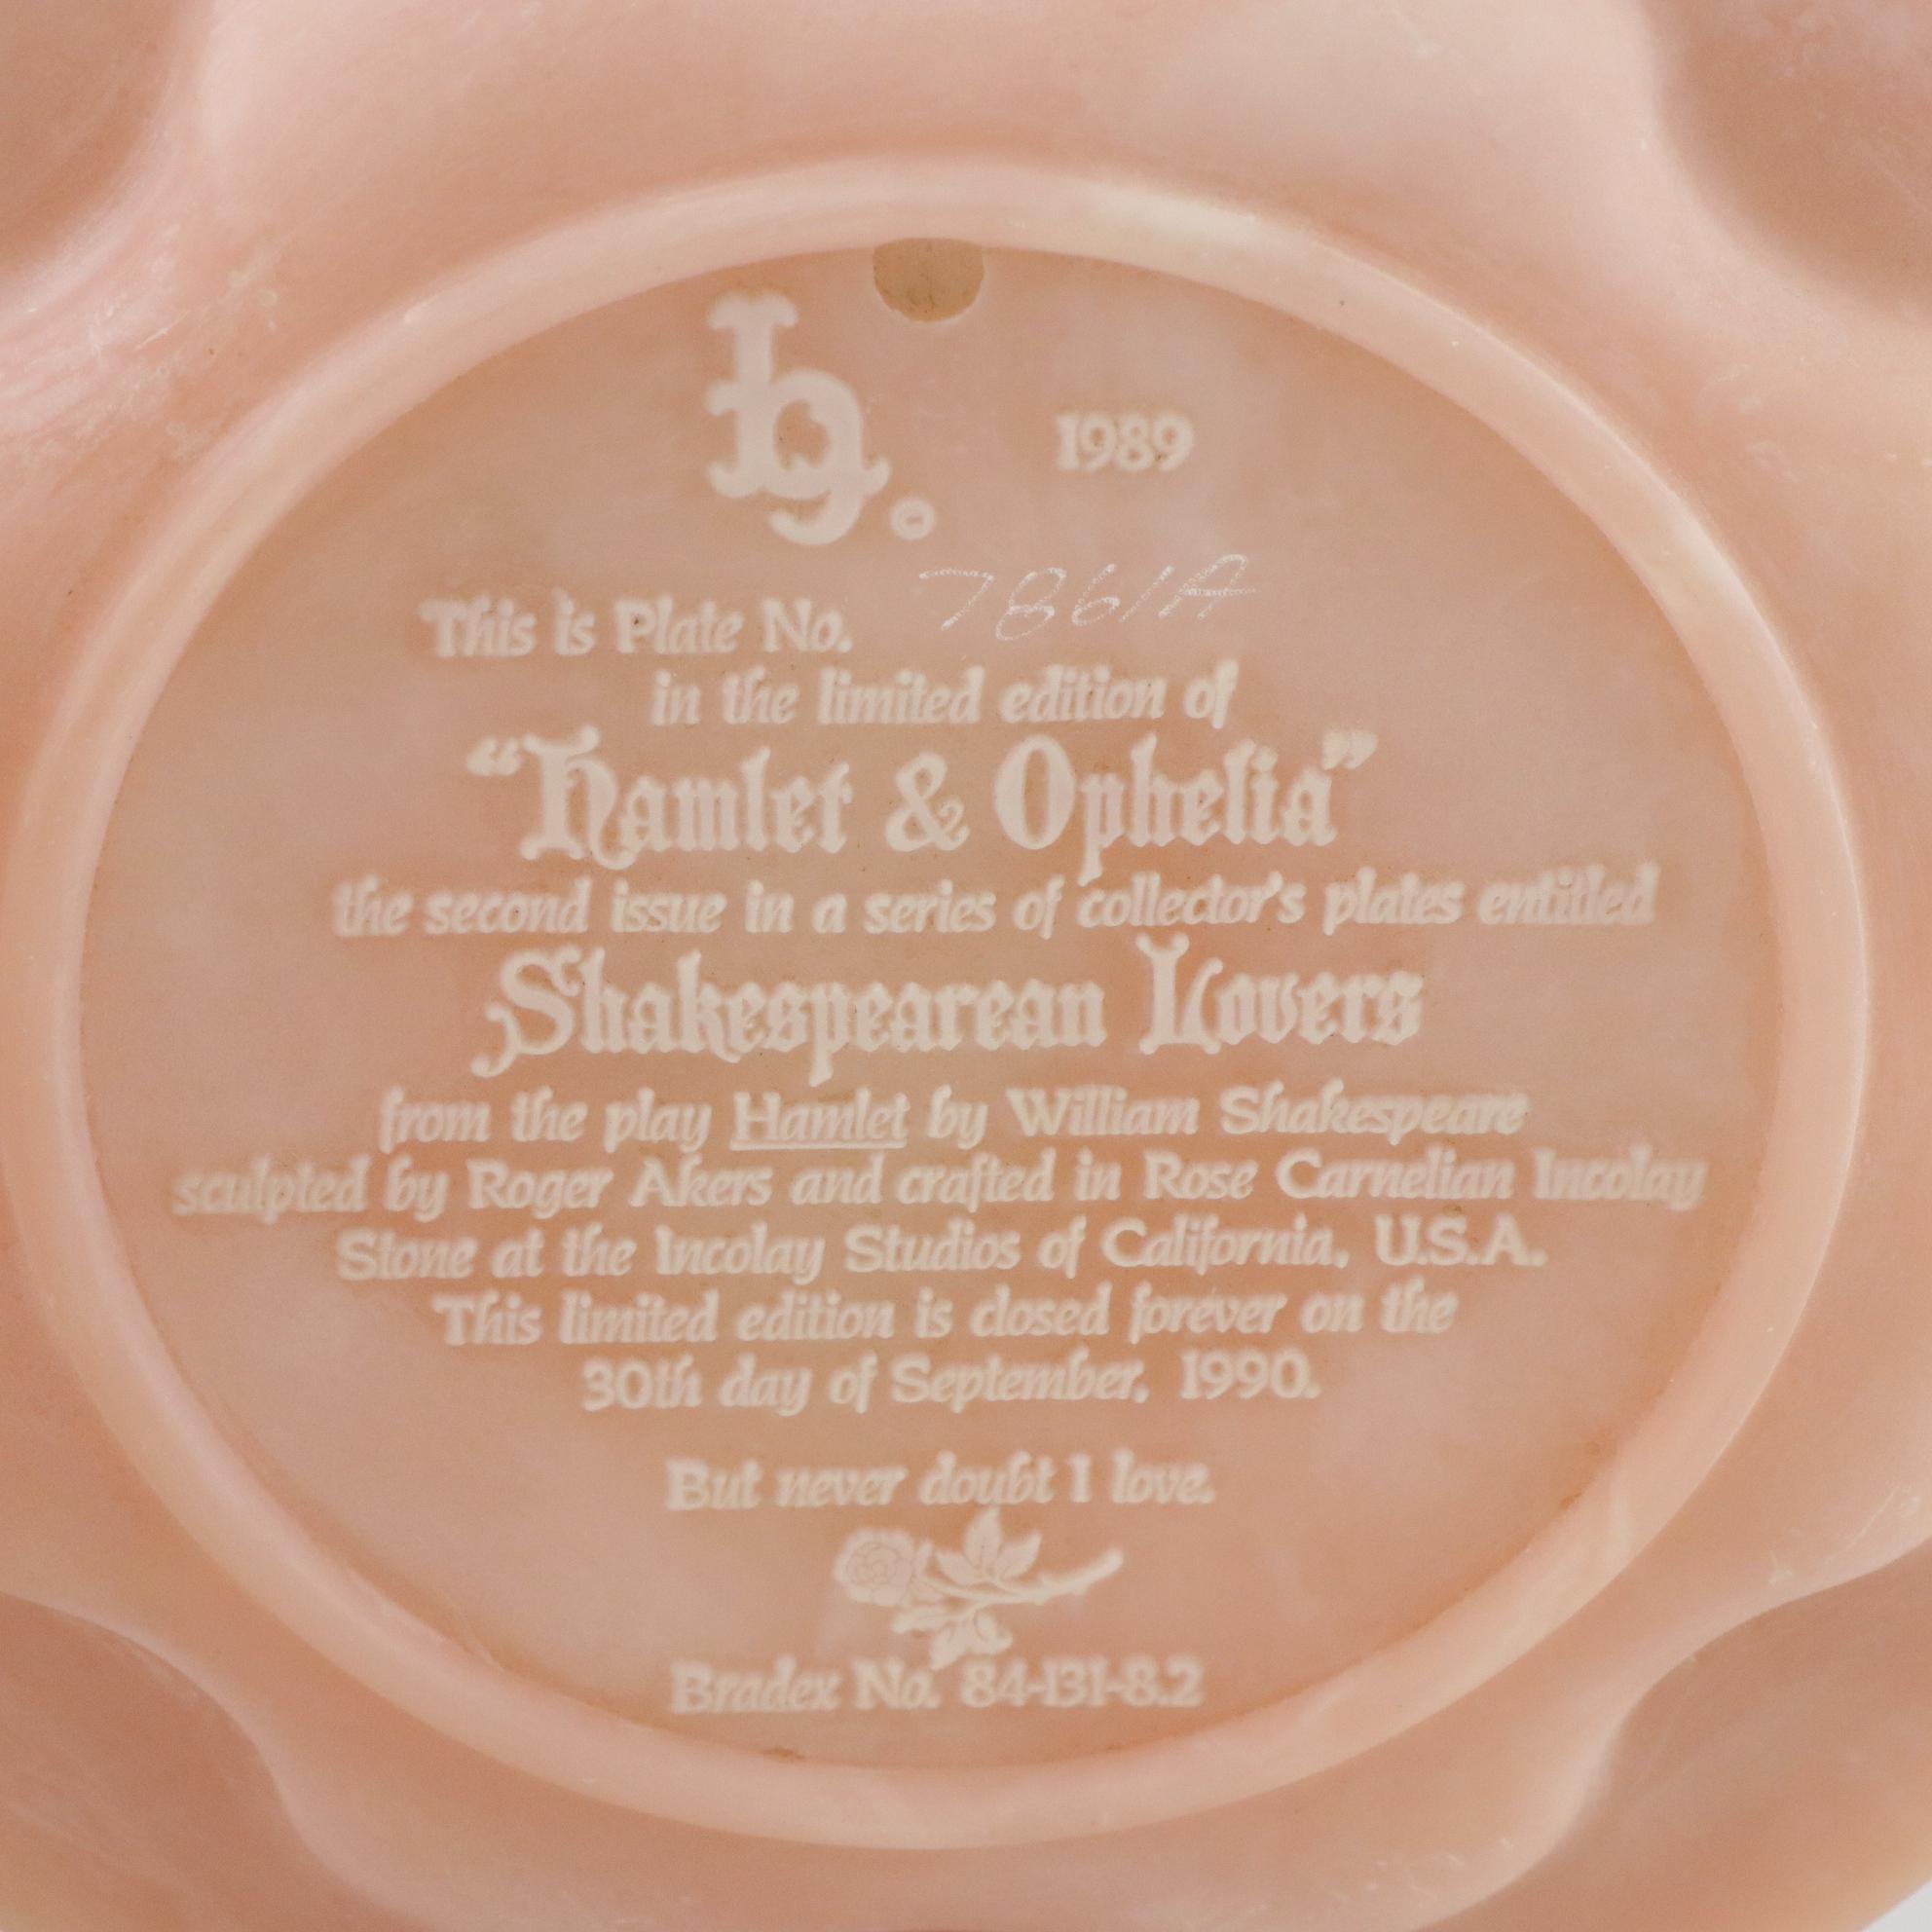 © 1989
This is Plate No. 7861A
in the limited edition of
"Hamlet & Ophelia"
the second issue in a series of collector's plates entitled
Shakespearean Lovers
from the play Hamlet by William Shakespeare
sculpted by Roger Akers and crafted in Rose Carnelian Incolay
Stone at the Incolay Studios of California, U.S.A.
This limited edition is closed forever on the
30th day of September, 1990.
But never doubt I love.
Bradex No. 84-131-8.2